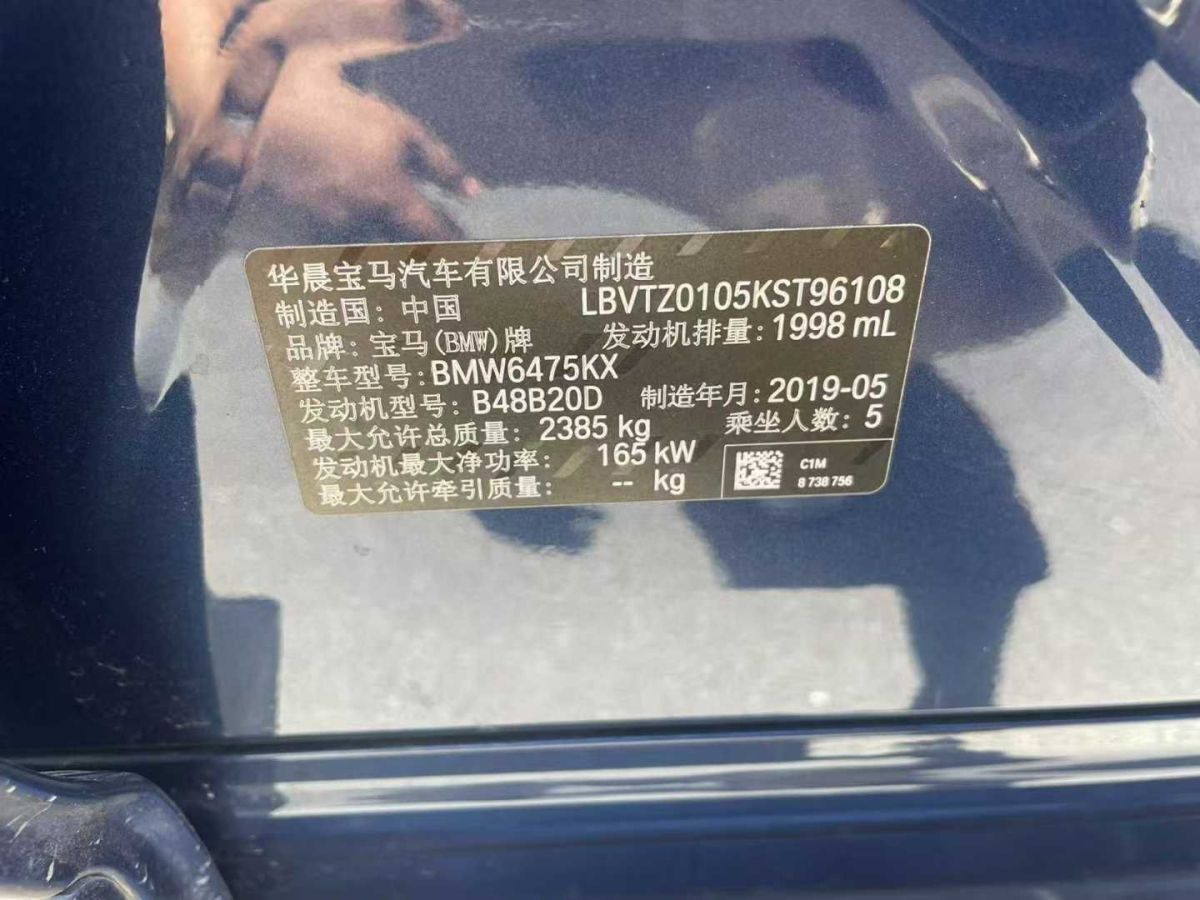 华晨宝马汽车有限公司制造
制造国：中国 LBVTZ0105KST96108
品牌：宝马(BMW)牌 发动机排量：1998 mL
整车型号：BMW6475KX
发动机型号：B48B20D 制造年月：2019-05
最大允许总质量：2385 kg 乘坐人数：5
发动机最大净功率：165 kW
最大允许牵引质量：-- kg
C1M
8 738 756